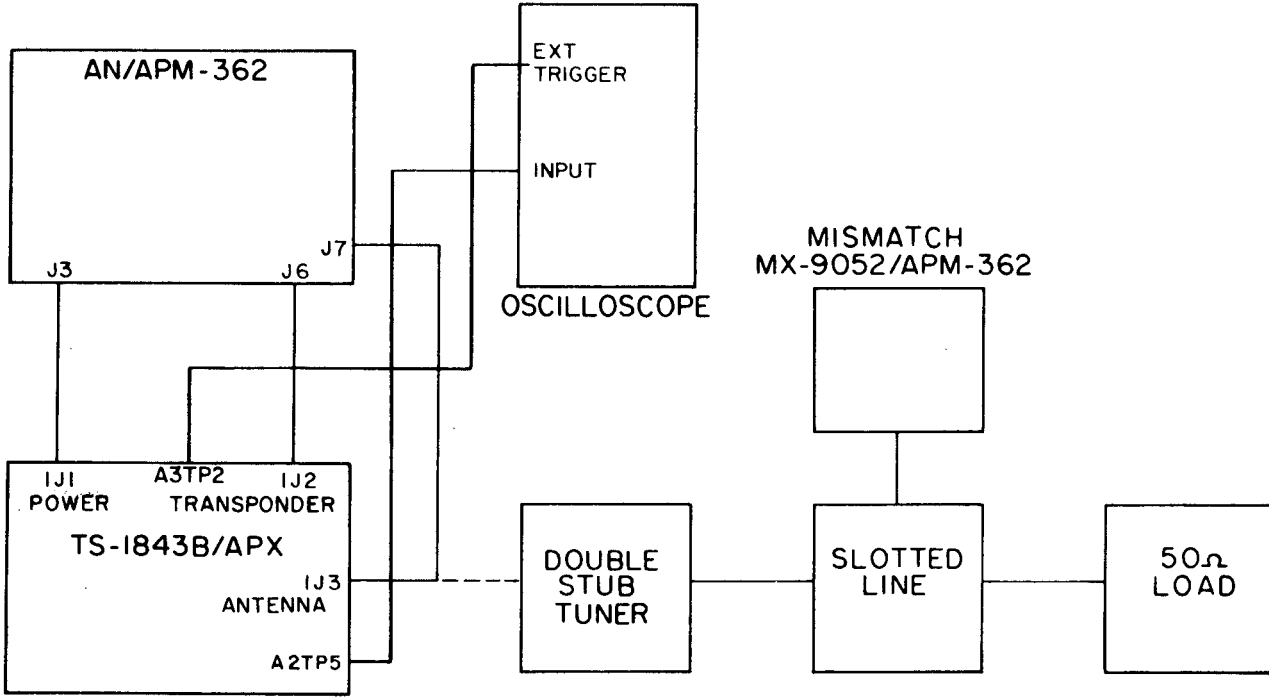 AN/APM-362
J7
J3
J6
EXT
TRIGGER
INPUT
OSCILLOSCOPE
MISMATCH
MX-9052/APM-362
1J1
POWER
A3TP2
1J2
TRANSPONDER
TS-1843B/APX
1J3
ANTENNA
A2TP5
DOUBLE
STUB
TUNER
SLOTTED
LINE
50Ω
LOAD